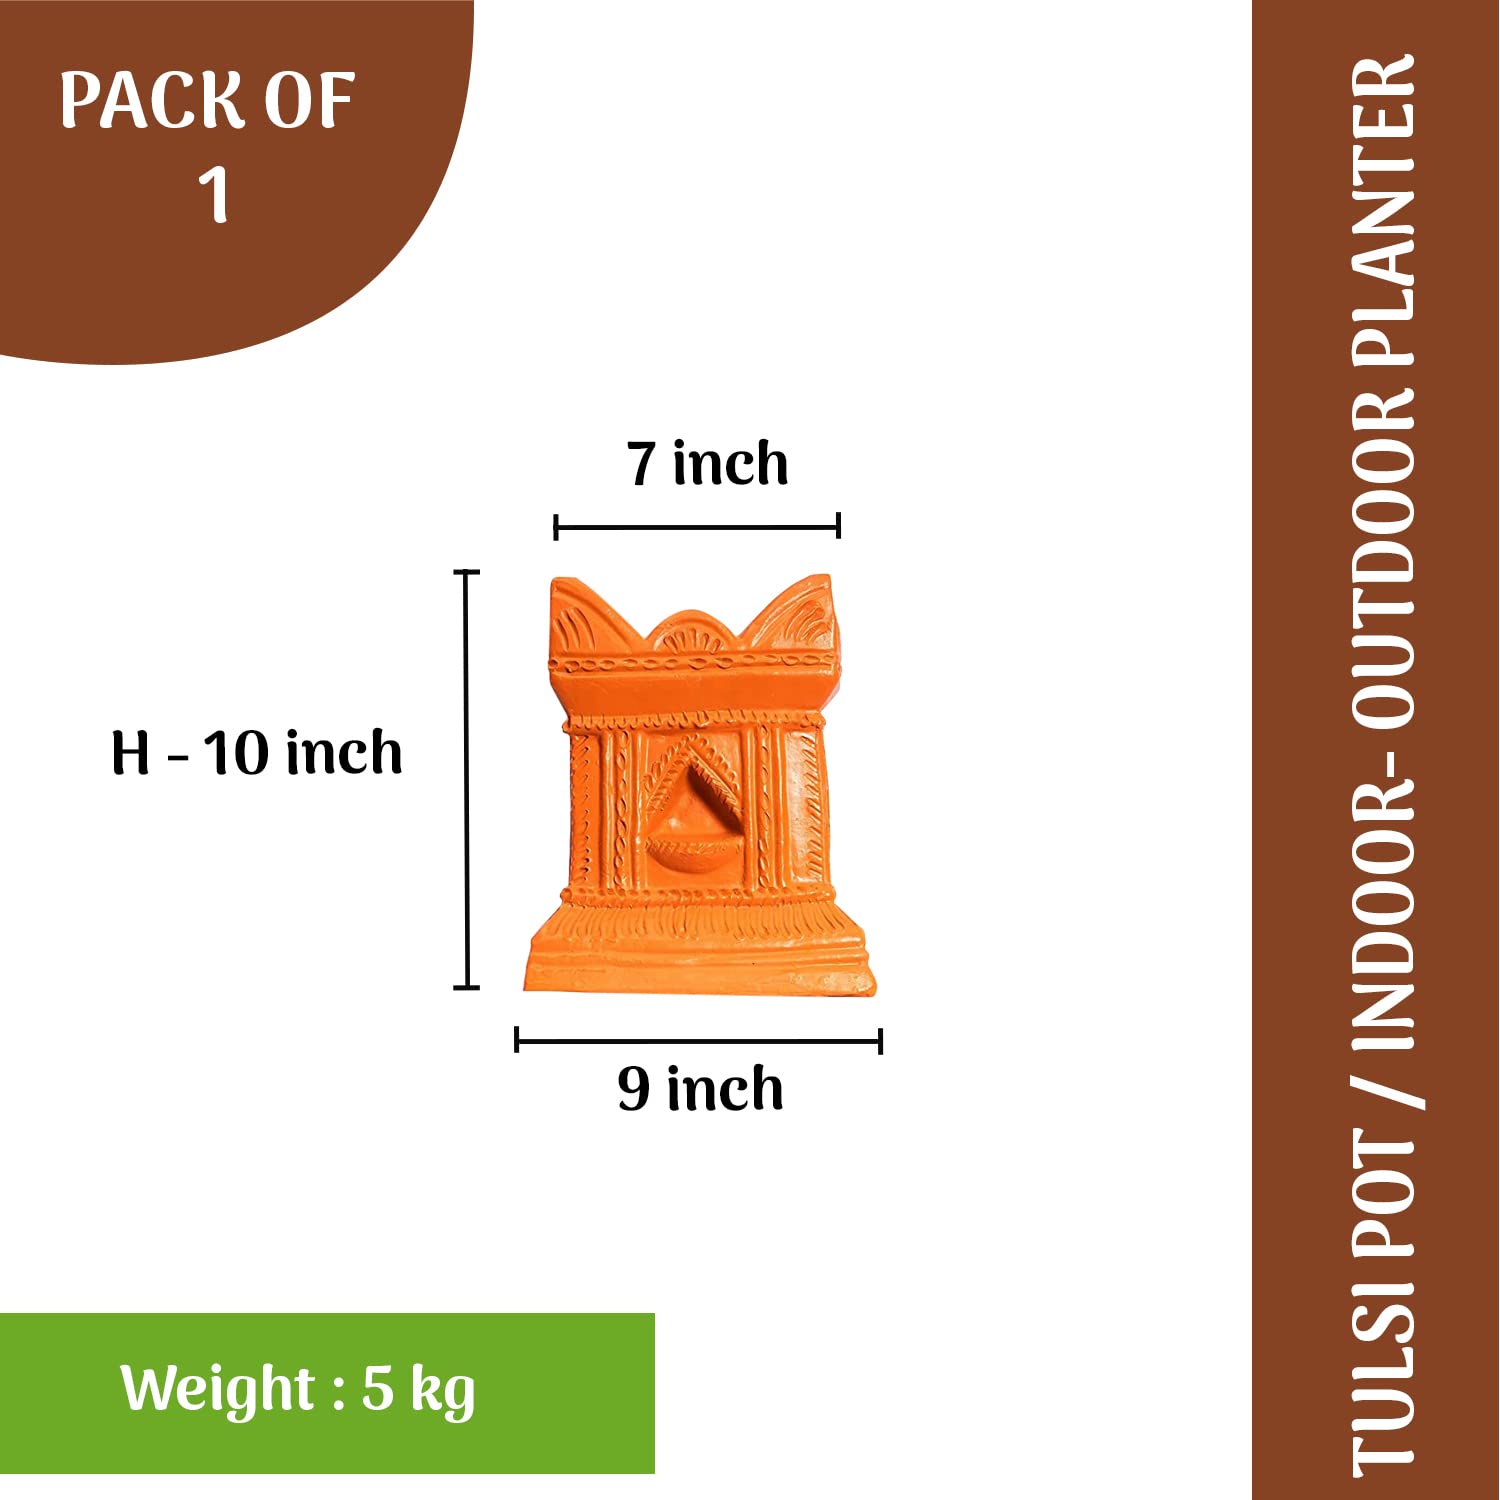 PACK OF
1
7 inch
H - 10 inch
9 inch
Weight : 5 kg
TULSI POT / INDOOR- OUTDOOR PLANTER